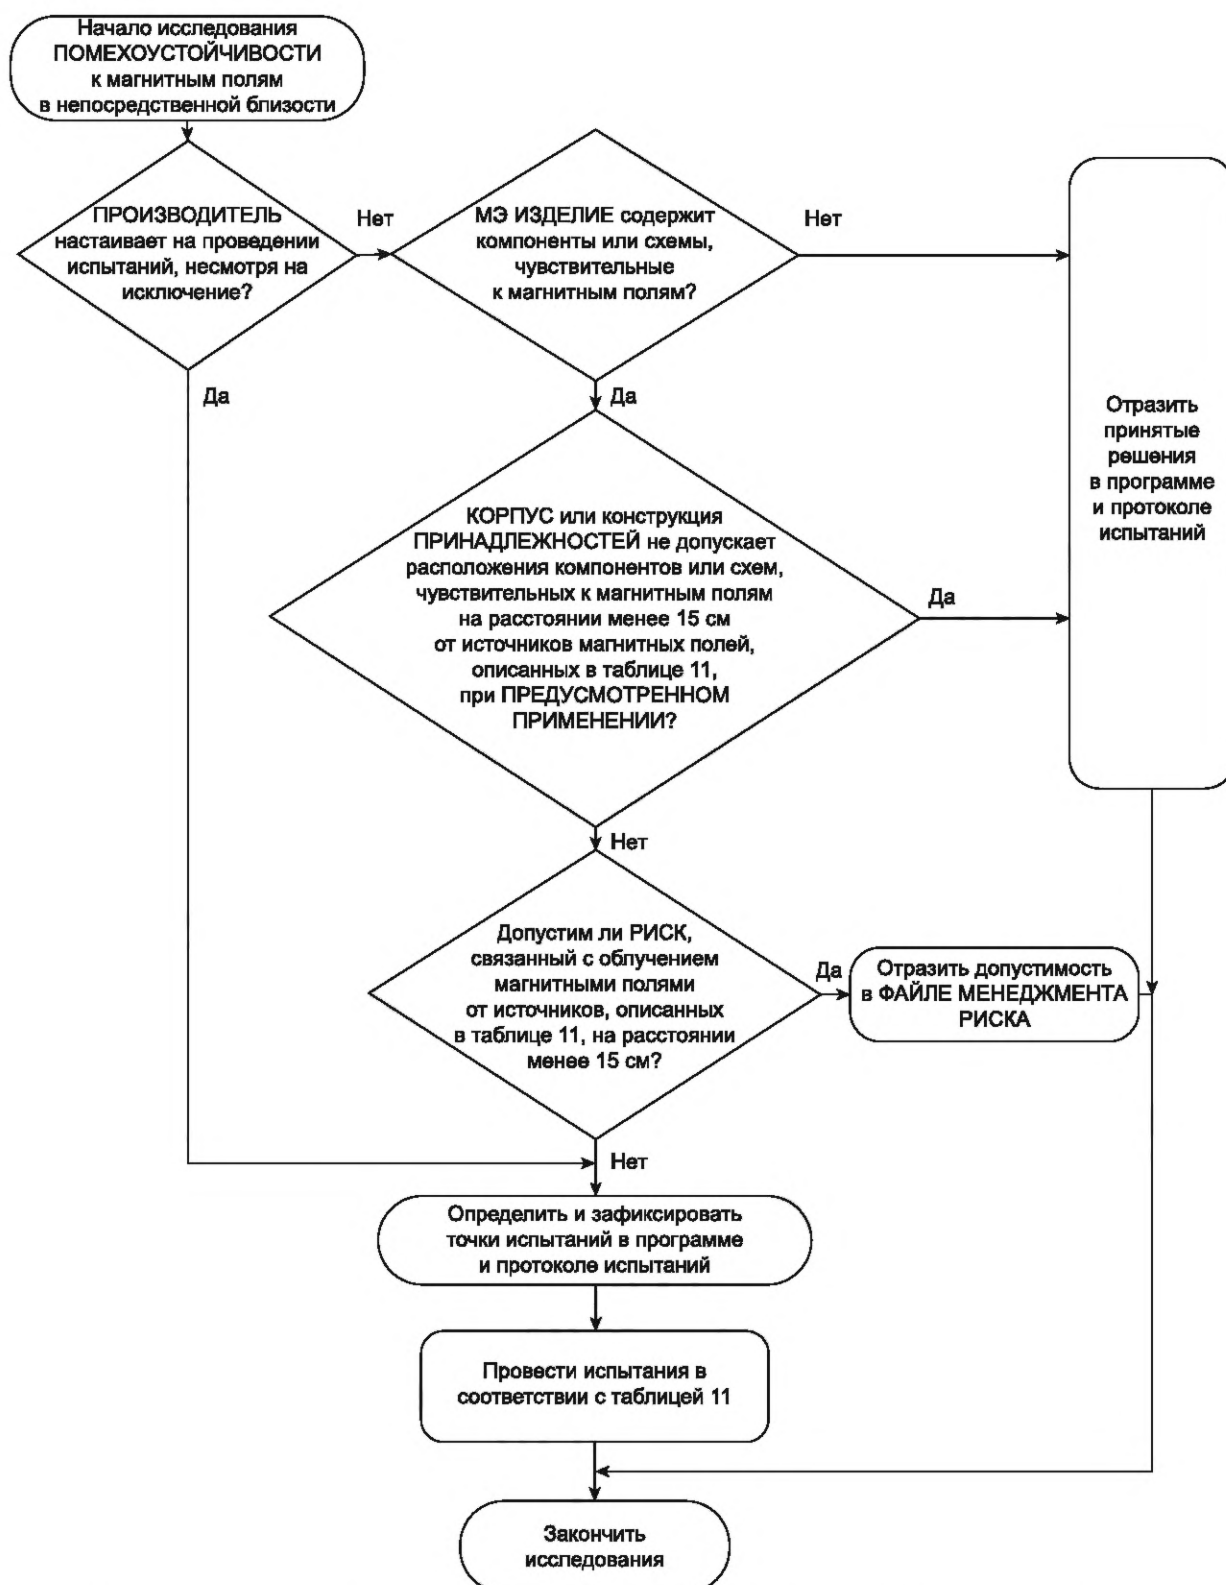 Начало исследования
ПОМЕХОУСТОЙЧИВОСТИ
к магнитным полям
в непосредственной близости
ПРОИЗВОДИТЕЛЬ
настаивает на проведении
испытаний, несмотря на
исключение?
Нет
МЭ ИЗДЕЛИЕ содержит
компоненты или схемы,
чувствительные
к магнитным полям?
Нет
Да
Да
Отразить
принятые
решения
в программе
и протоколе
испытаний
КОРПУС или конструкция
ПРИНАДЛЕЖНОСТЕЙ не допускает
расположения компонентов или схем,
чувствительных к магнитным полям
на расстоянии менее 15 см
от источников магнитных полей,
описанных в таблице 11,
при ПРЕДУСМОТРЕННОМ
ПРИМЕНЕНИИ?
Да
Нет
Допустим ли РИСК,
связанный с облучением
магнитными полями
от источников, описанных
в таблице 11, на расстоянии
менее 15 см?
Да
Отразить допустимость
в ФАЙЛЕ МЕНЕДЖМЕНТА
РИСКА
Нет
Определить и зафиксировать
точки испытаний в программе
и протоколе испытаний
Провести испытания в
соответствии с таблицей 11
Закончить
исследования